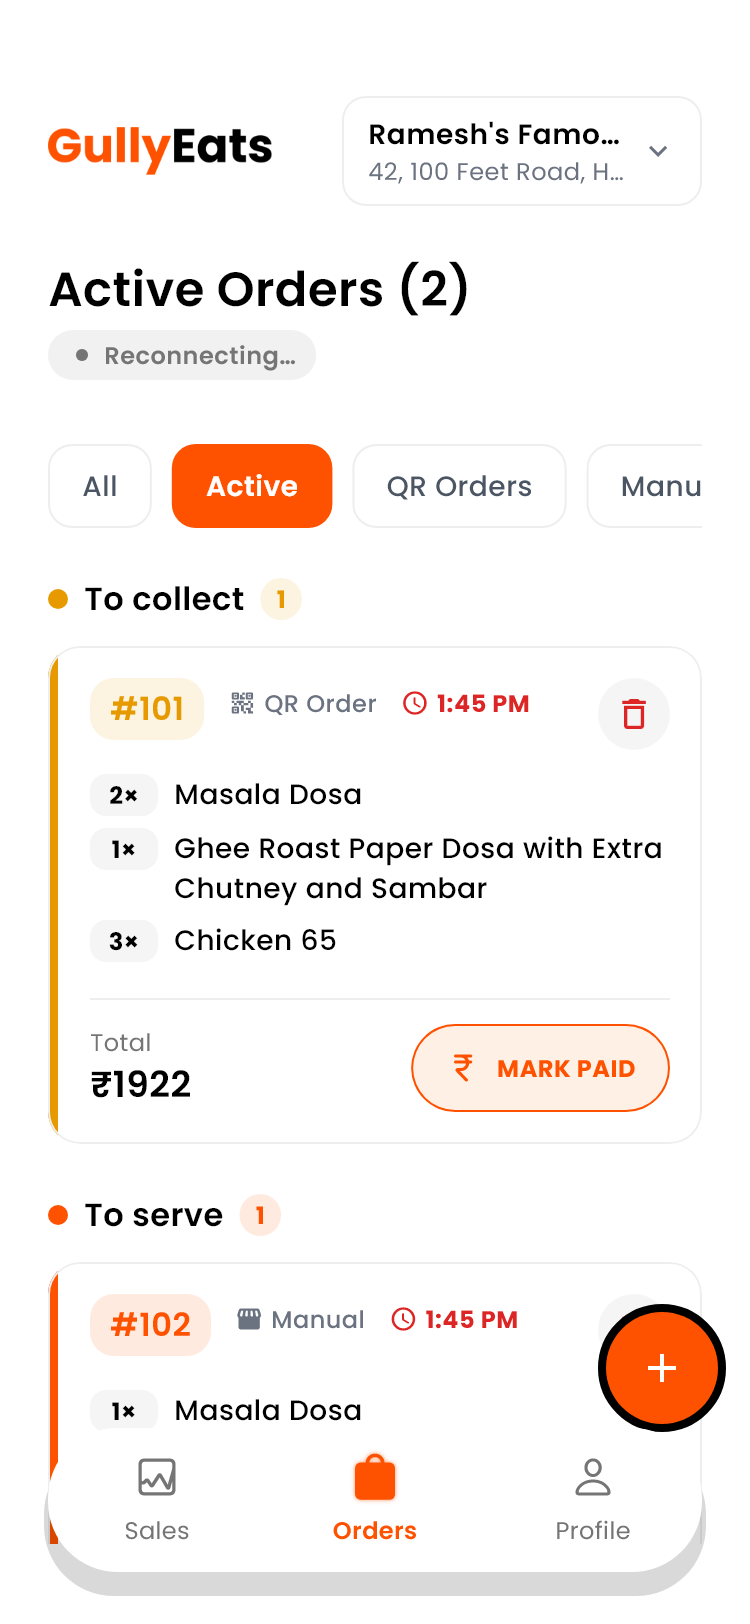 GullyEats
Ramesh's Famo...
42, 100 Feet Road, H...
Active Orders (2)
Reconnecting...
All
Active
QR Orders
Manu
To collect 1
#101 QR Order 1:45 PM
2× Masala Dosa
1× Ghee Roast Paper Dosa with Extra
Chutney and Sambar
3× Chicken 65
Total
₹1922
₹ MARK PAID
To serve 1
#102 Manual 1:45 PM
1× Masala Dosa
+
Sales
Orders
Profile